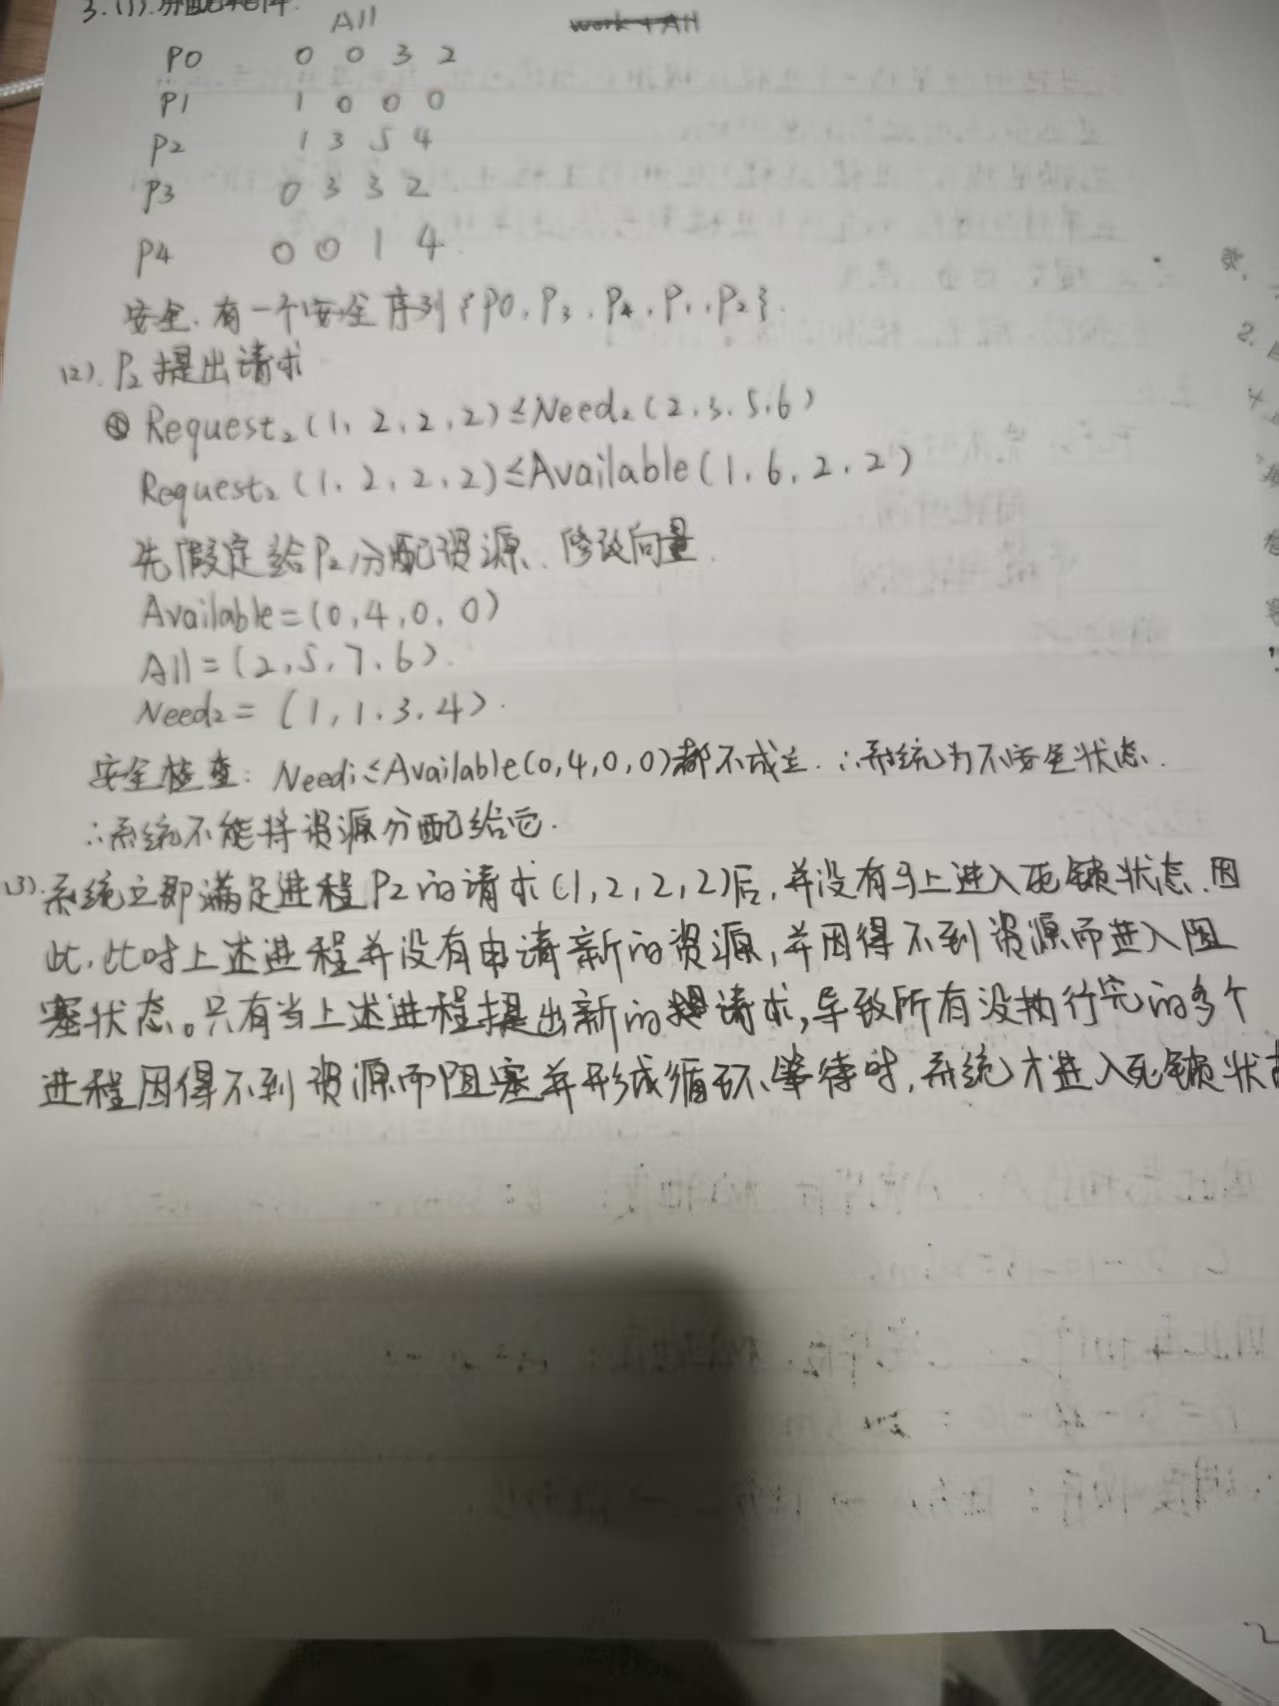 3.(1).分配矩阵.
All
P0 0 0 3 2
P1 1 0 0 0
P2 1 3 5 4
P3 0 3 3 2
P4 0 0 1 4
安全.有一个安全序列{P0,P3,P4,P1,P2}.
(2).P2提出请求
① Request₂(1,2,2,2)≤Need₂(2,3,5,6)
Request₂(1,2,2,2)≤Available(1,6,2,2)
先假定给P2分配资源.修改向量.
Available=(0,4,0,0)
All=(2,5,7,6).
Need₂=(1,1,3,4).
安全检查: Needi≤Available(0,4,0,0)都不成立.∴系统为不安全状态.
∴系统不能将资源分配给它.
(3).系统立即满足进程P2的请求(1,2,2,2)后,并没有马上进入死锁状态.因
此,此时上述进程并没有申请新的资源,并因得不到资源而进入阻
塞状态。只有当上述进程提出新的请求,导致所有没执行完的多个
进程因得不到资源而阻塞并形成循环等待时,系统才进入死锁状